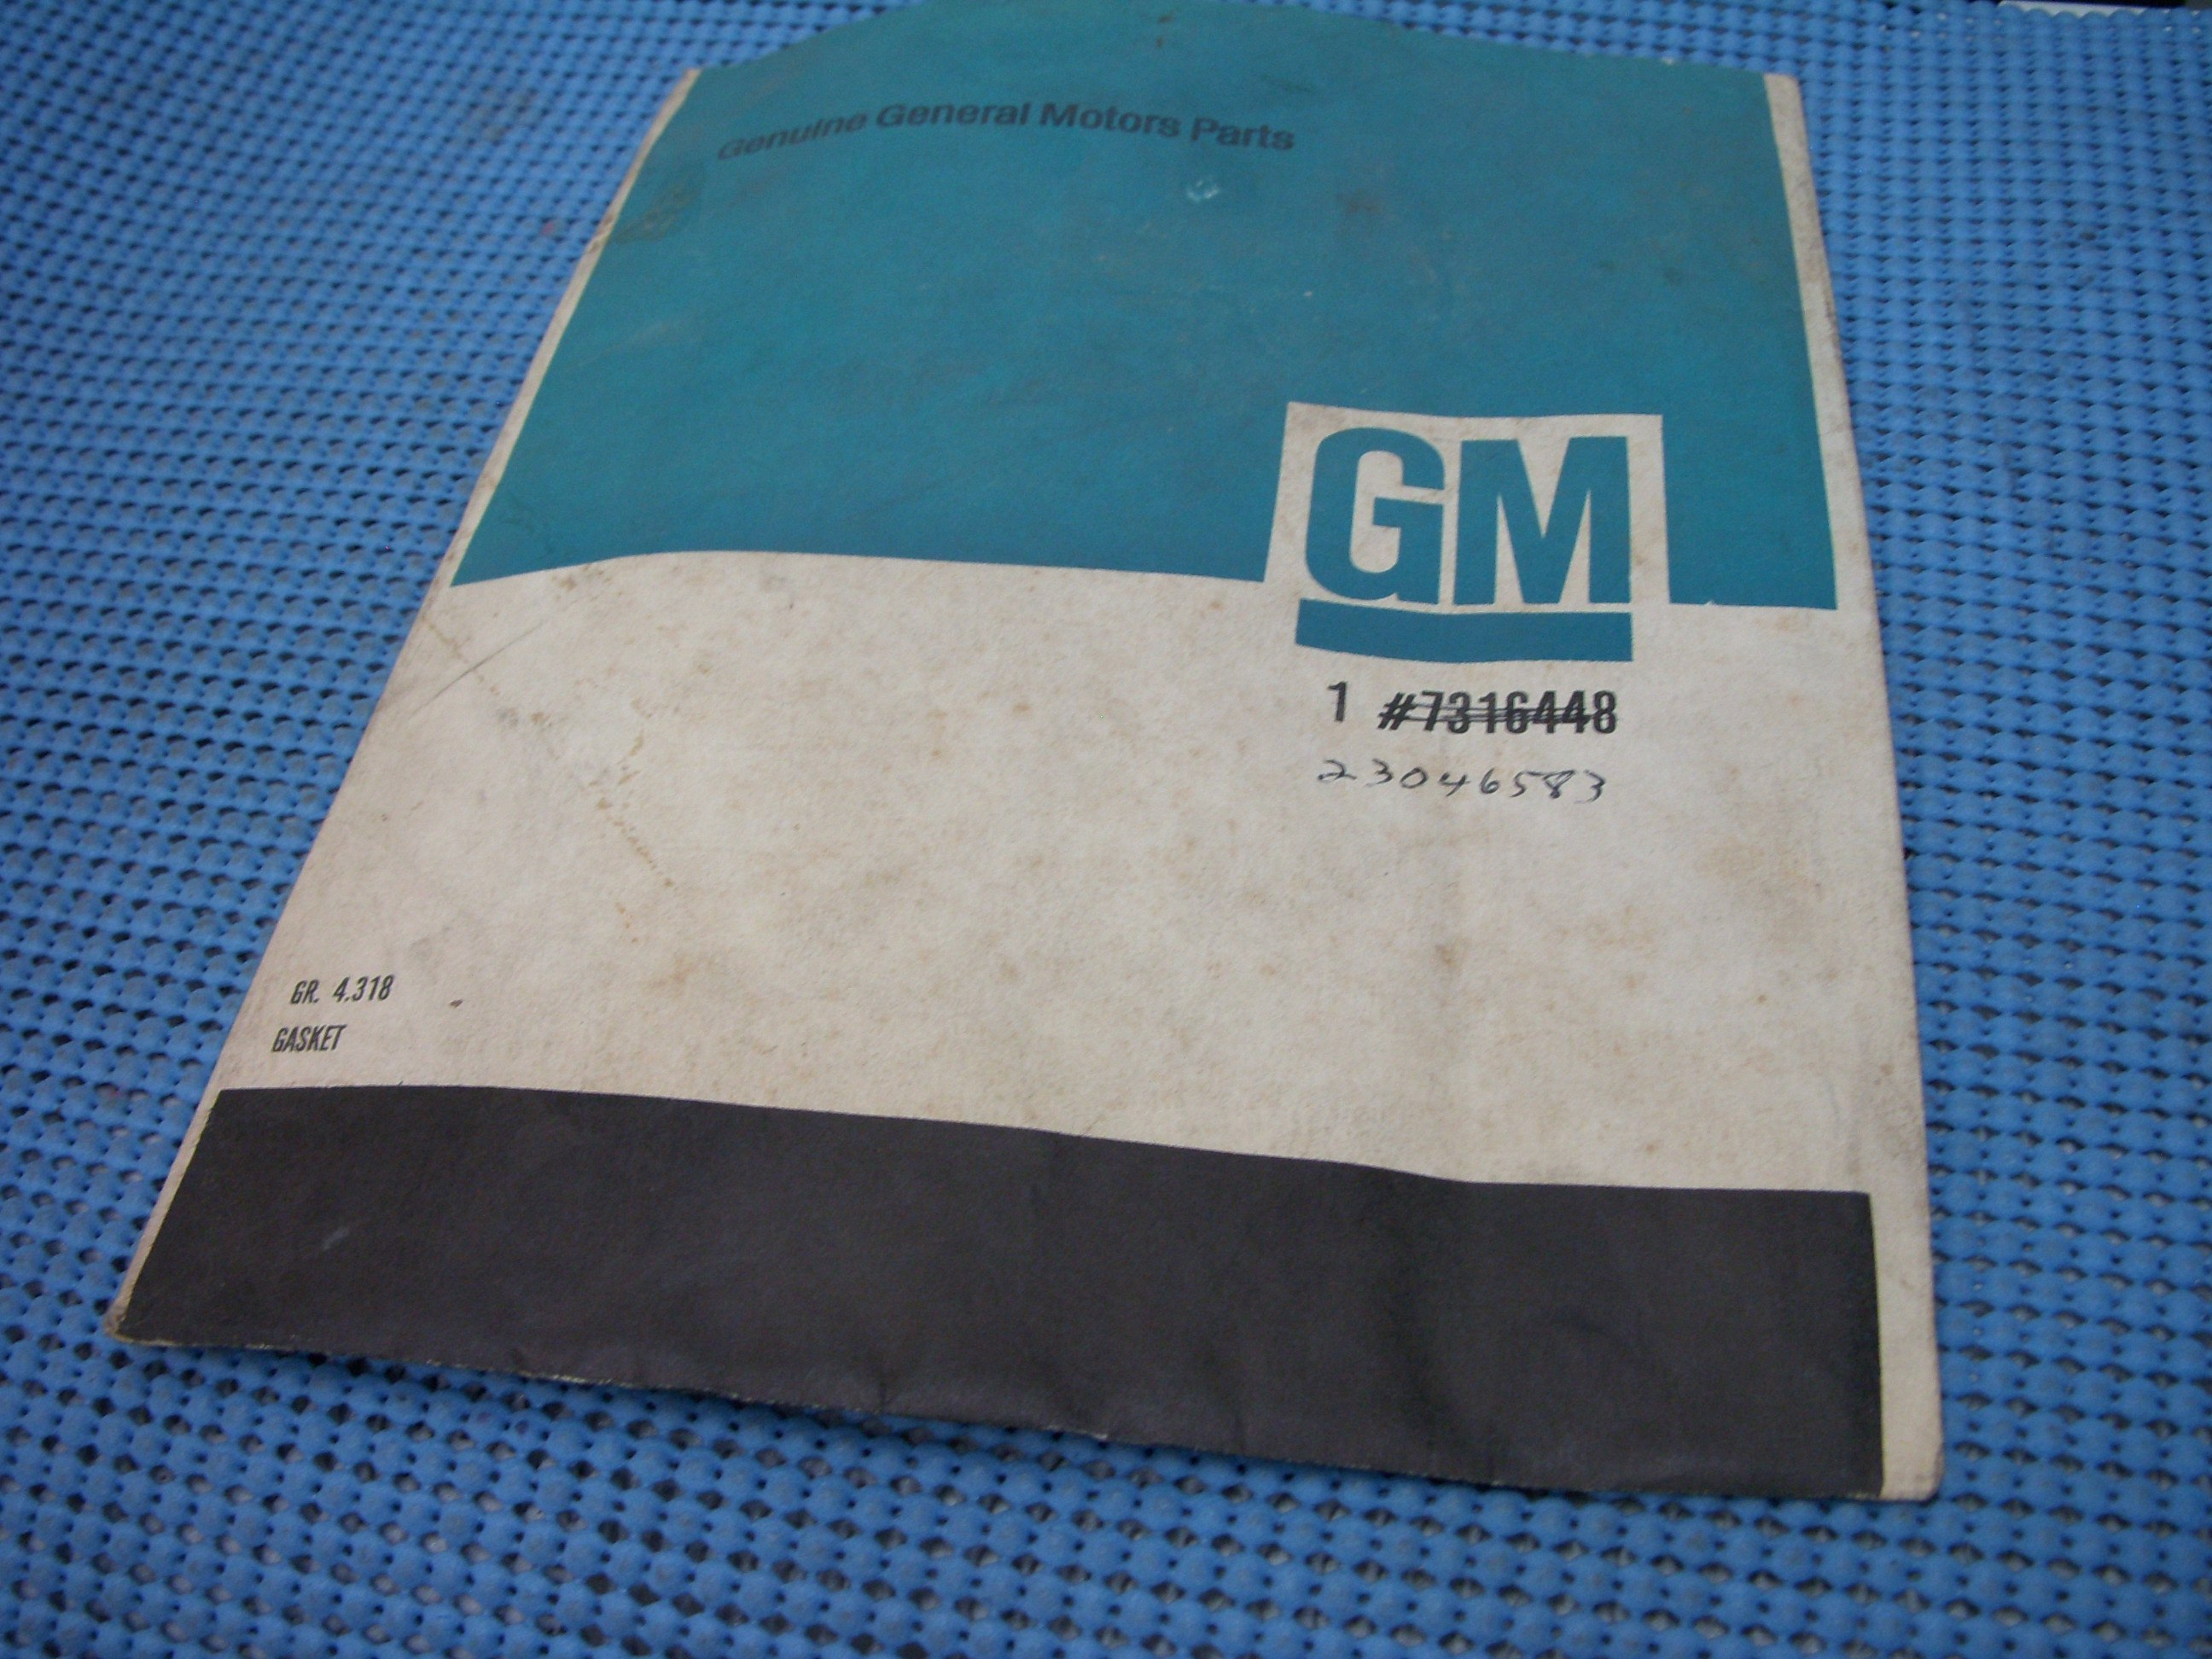 Genuine General Motors Parts
GM
1 #7316448
23046583
GR. 4.318
GASKET